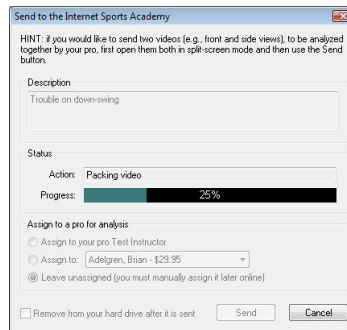 Send to the Internet Sports Academy
HINT: if you would like to send two videos (e.g., front and side views), to be analyzed
together by your pro, first open them both in split-screen mode and then use the Send
button.
Description
Trouble on down-swing
Status
Action: Packing video
Progress: 25%
Assign to a pro for analysis
Assign to your pro Test Instructor
Assign to: Adelgren, Brian - $29.95
Leave unassigned (you must manually assign it later online)
Remove from your hard drive after it is sent Send Cancel